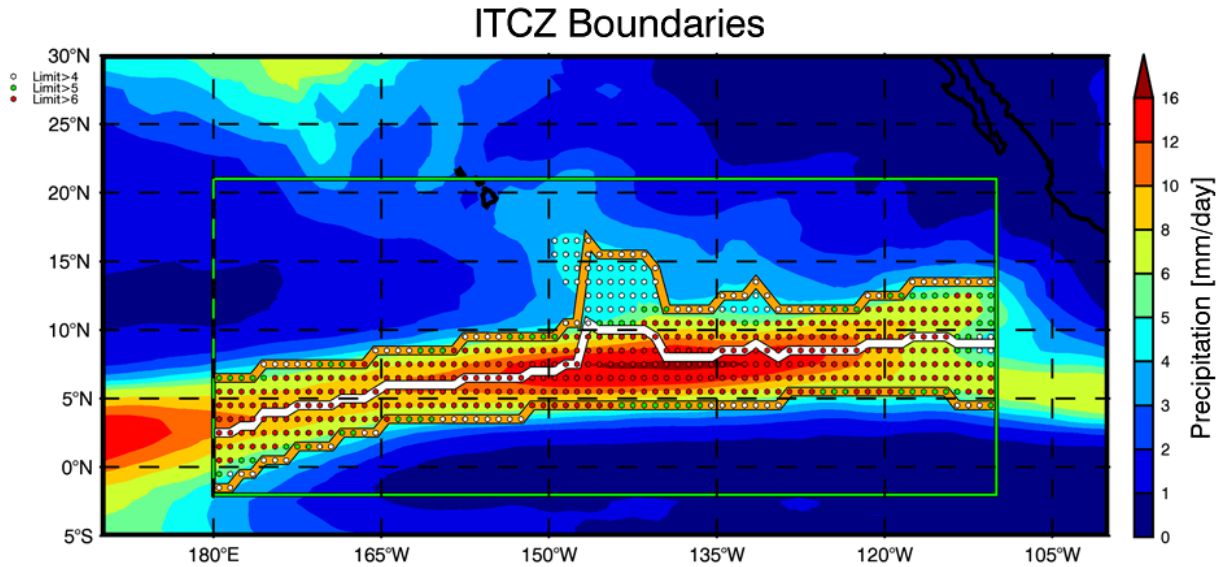 ITCZ Boundaries
Limit>4
Limit>5
Limit>6
30°N
25°N
20°N
15°N
10°N
5°N
0°N
5°S
180°E
165°W
150°W
135°W
120°W
105°W
16
12
10
8
6
5
4
3
2
1
0
Precipitation [mm/day]